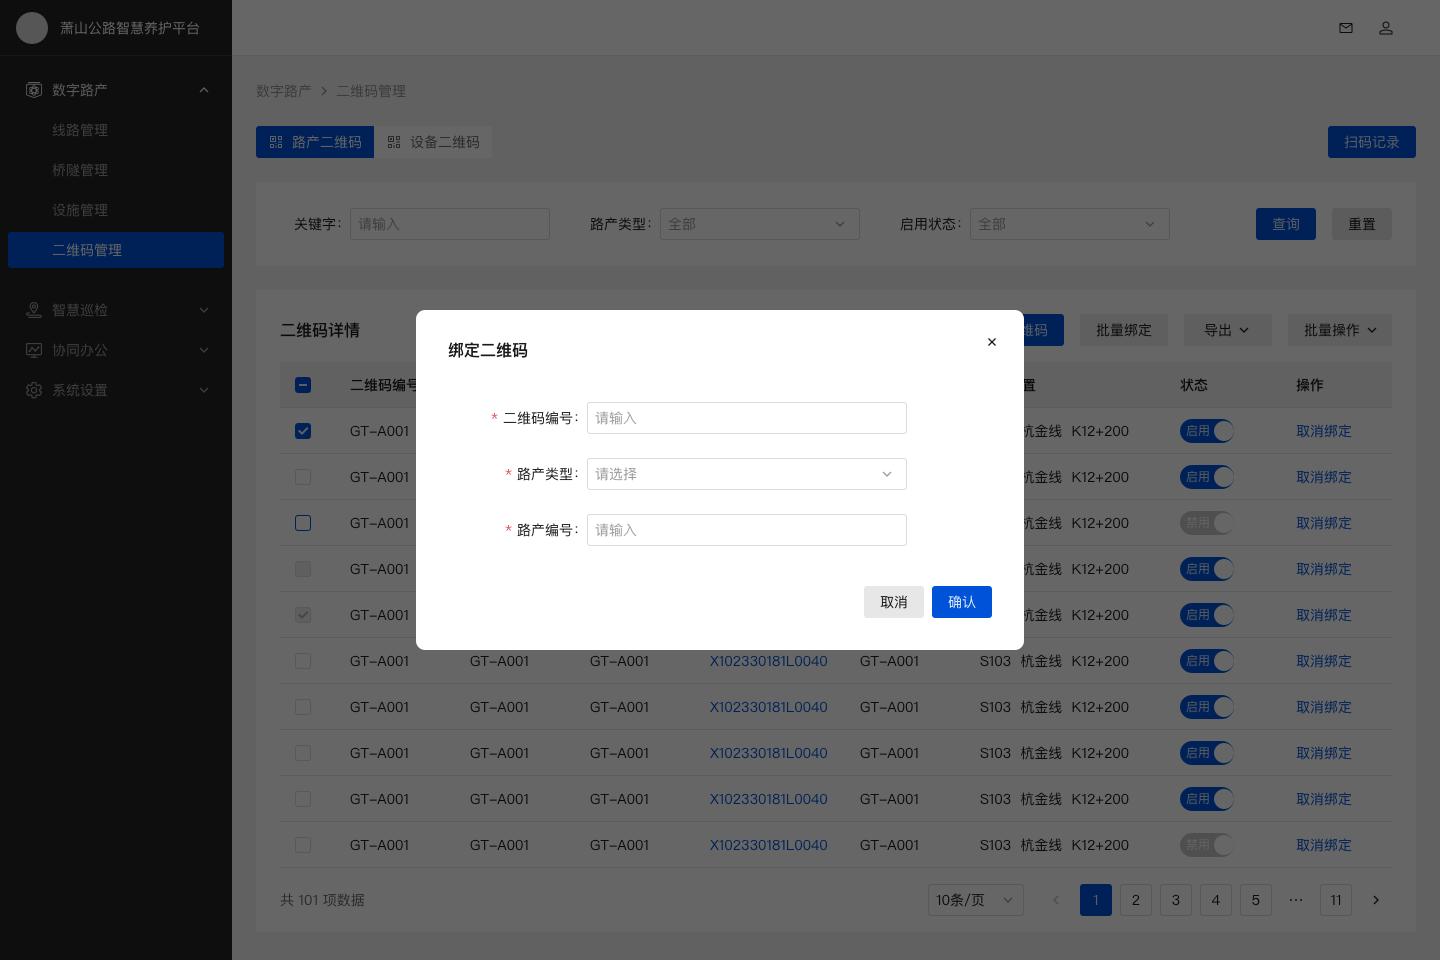 萧山公路智慧养护平台
数字路产
线路管理
桥隧管理
设施管理
二维码管理
智慧巡检
协同办公
系统设置
数字路产 > 二维码管理
路产二维码 设备二维码 扫码记录
关键字: 请输入 路产类型: 全部 启用状态: 全部 查询 重置
二维码详情 维码 批量绑定 导出 批量操作
二维码编号 置 状态 操作
GT-A001 杭金线 K12+200 启用 取消绑定
GT-A001 杭金线 K12+200 启用 取消绑定
GT-A001 杭金线 K12+200 禁用 取消绑定
GT-A001 杭金线 K12+200 启用 取消绑定
GT-A001 杭金线 K12+200 启用 取消绑定
GT-A001 GT-A001 GT-A001 X102330181L0040 GT-A001 S103 杭金线 K12+200 启用 取消绑定
GT-A001 GT-A001 GT-A001 X102330181L0040 GT-A001 S103 杭金线 K12+200 启用 取消绑定
GT-A001 GT-A001 GT-A001 X102330181L0040 GT-A001 S103 杭金线 K12+200 启用 取消绑定
GT-A001 GT-A001 GT-A001 X102330181L0040 GT-A001 S103 杭金线 K12+200 启用 取消绑定
GT-A001 GT-A001 GT-A001 X102330181L0040 GT-A001 S103 杭金线 K12+200 禁用 取消绑定
共 101 项数据 10条/页 1 2 3 4 5 ··· 11
绑定二维码
* 二维码编号: 请输入
* 路产类型: 请选择
* 路产编号: 请输入
取消 确认